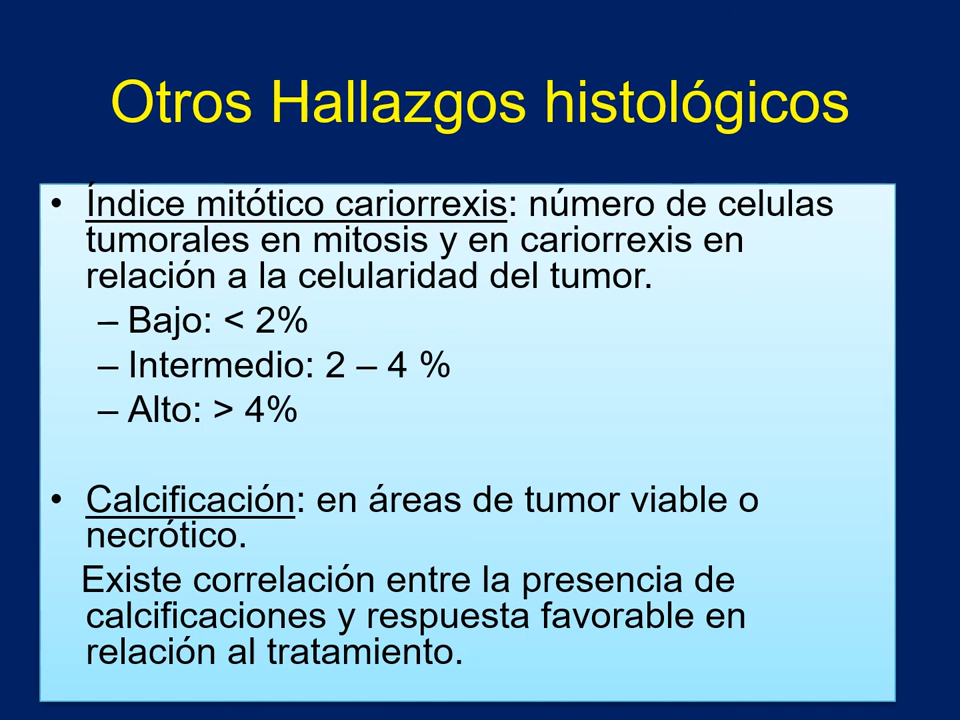 Otros Hallazgos histológicos
• Índice mitótico cariorrexis: número de celulas
tumorales en mitosis y en cariorrexis en
relación a la celularidad del tumor.
– Bajo: < 2%
– Intermedio: 2 – 4 %
– Alto: > 4%
• Calcificación: en áreas de tumor viable o
necrótico.
Existe correlación entre la presencia de
calcificaciones y respuesta favorable en
relación al tratamiento.